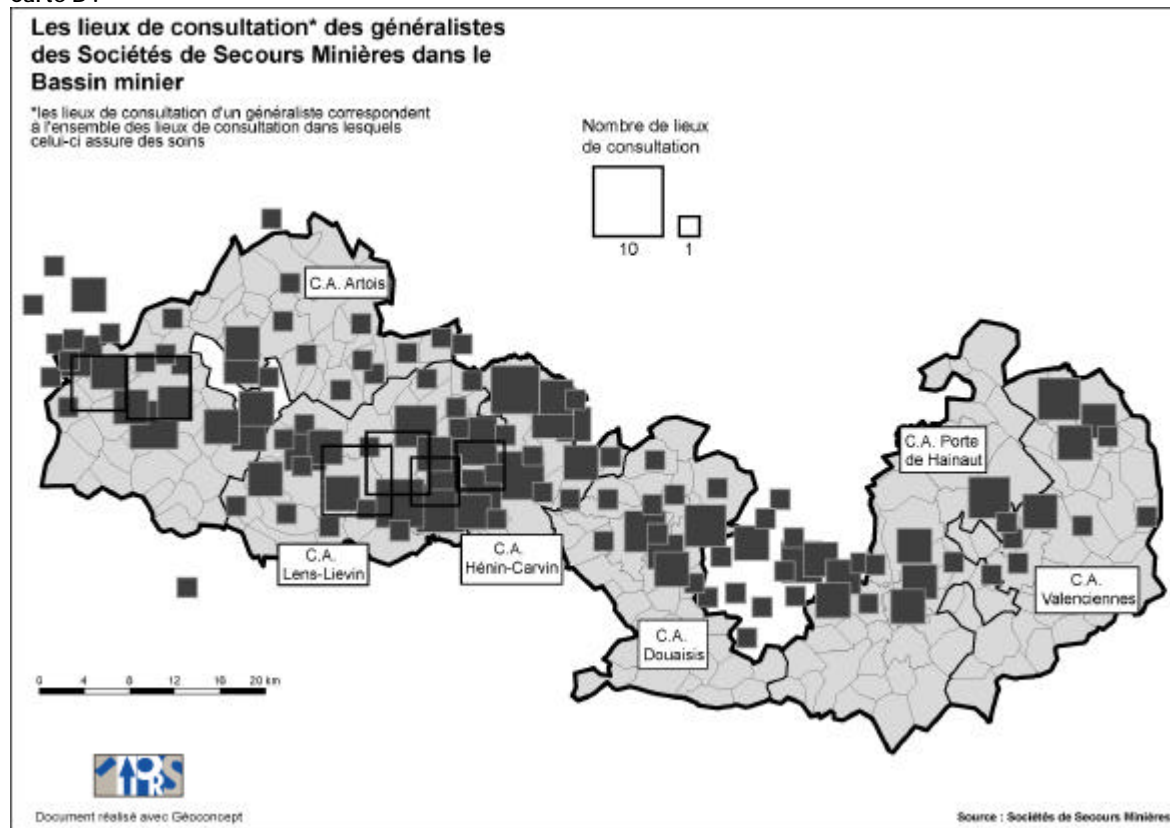 Les lieux de consultation* des généralistes
des Sociétés de Secours Minières dans le
Bassin minier
*les lieux de consultation d'un généraliste correspondent
à l'ensemble des lieux de consultation dans lesquels
celui-ci assure des soins
Nombre de lieux
de consultation
10 1
C.A. Artois
C.A. Porte
de Hainaut
C.A.
Lens-Lievin
C.A.
Hénin-Carvin
C.A.
Valenciennes
C.A.
Douaisis
0 4 8 12 16 20 km
Document réalisé avec Géoconcept
Source : Sociétés de Secours Minières